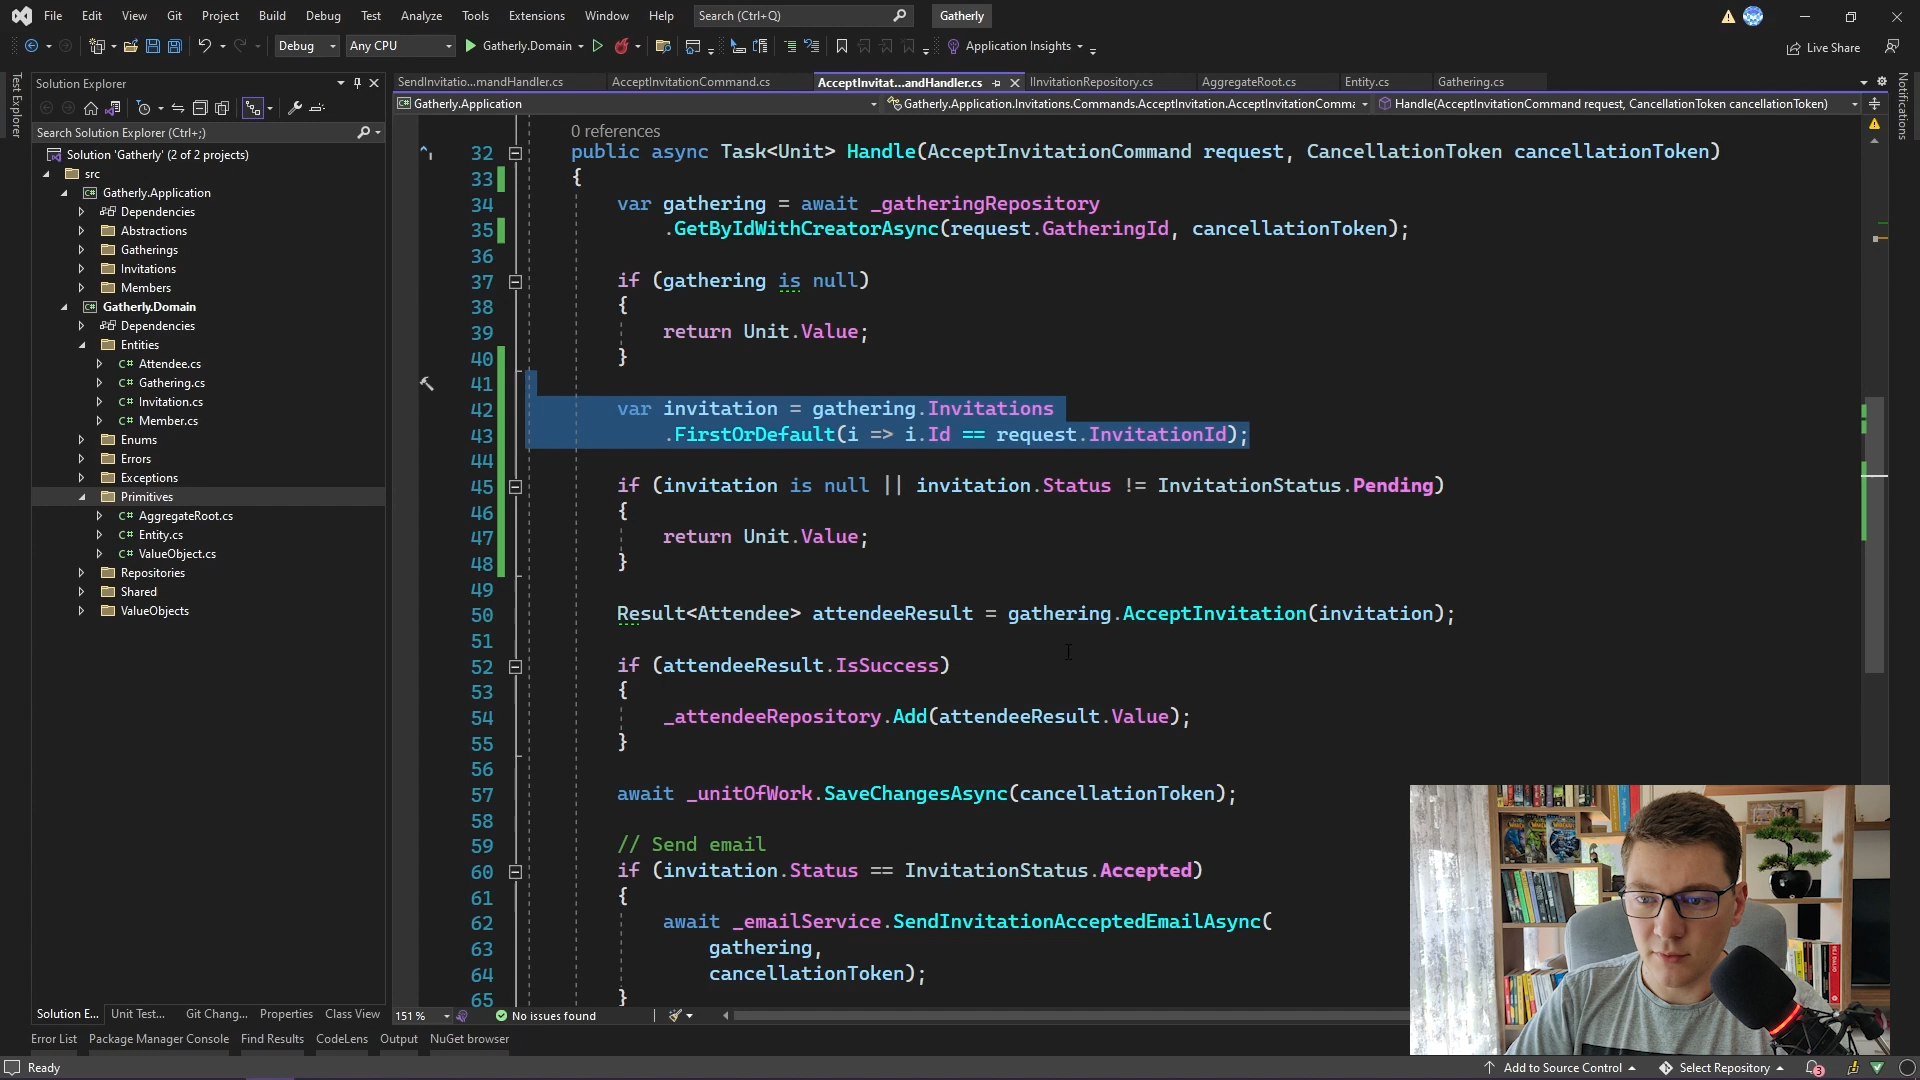 File Edit View Git Project Build Debug Test Analyze Tools Extensions Window Help Search (Ctrl+Q) Gatherly
Debug Any CPU Gatherly.Domain Application Insights Live Share
Test Explorer
Solution Explorer
Search Solution Explorer (Ctrl+;)
Solution 'Gatherly' (2 of 2 projects)
src
Gatherly.Application
Dependencies
Abstractions
Gatherings
Invitations
Members
Gatherly.Domain
Dependencies
Entities
C# Attendee.cs
C# Gathering.cs
C# Invitation.cs
C# Member.cs
Enums
Errors
Exceptions
Primitives
C# AggregateRoot.cs
C# Entity.cs
C# ValueObject.cs
Repositories
Shared
ValueObjects
Solution E... Unit Test... Git Chang... Properties Class View
SendInvitatio...mandHandler.cs AcceptInvitationCommand.cs AcceptInvitat...andHandler.cs IInvitationRepository.cs AggregateRoot.cs Entity.cs Gathering.cs
Gatherly.Application Gatherly.Application.Invitations.Commands.AcceptInvitation.AcceptInvitationComma Handle(AcceptInvitationCommand request, CancellationToken cancellationToken)
Notifications
0 references
32 public async Task<Unit> Handle(AcceptInvitationCommand request, CancellationToken cancellationToken)
33 {
34 var gathering = await _gatheringRepository
35 .GetByIdWithCreatorAsync(request.GatheringId, cancellationToken);
36
37 if (gathering is null)
38 {
39 return Unit.Value;
40 }
41
42 var invitation = gathering.Invitations
43 .FirstOrDefault(i => i.Id == request.InvitationId);
44
45 if (invitation is null || invitation.Status != InvitationStatus.Pending)
46 {
47 return Unit.Value;
48 }
49
50 Result<Attendee> attendeeResult = gathering.AcceptInvitation(invitation);
51
52 if (attendeeResult.IsSuccess)
53 {
54 _attendeeRepository.Add(attendeeResult.Value);
55 }
56
57 await _unitOfWork.SaveChangesAsync(cancellationToken);
58
59 // Send email
60 if (invitation.Status == InvitationStatus.Accepted)
61 {
62 await _emailService.SendInvitationAcceptedEmailAsync(
63 gathering,
64 cancellationToken);
65 }
151 % No issues found
Error List Package Manager Console Find Results CodeLens Output NuGet browser
Ready Add to Source Control Select Repository 3